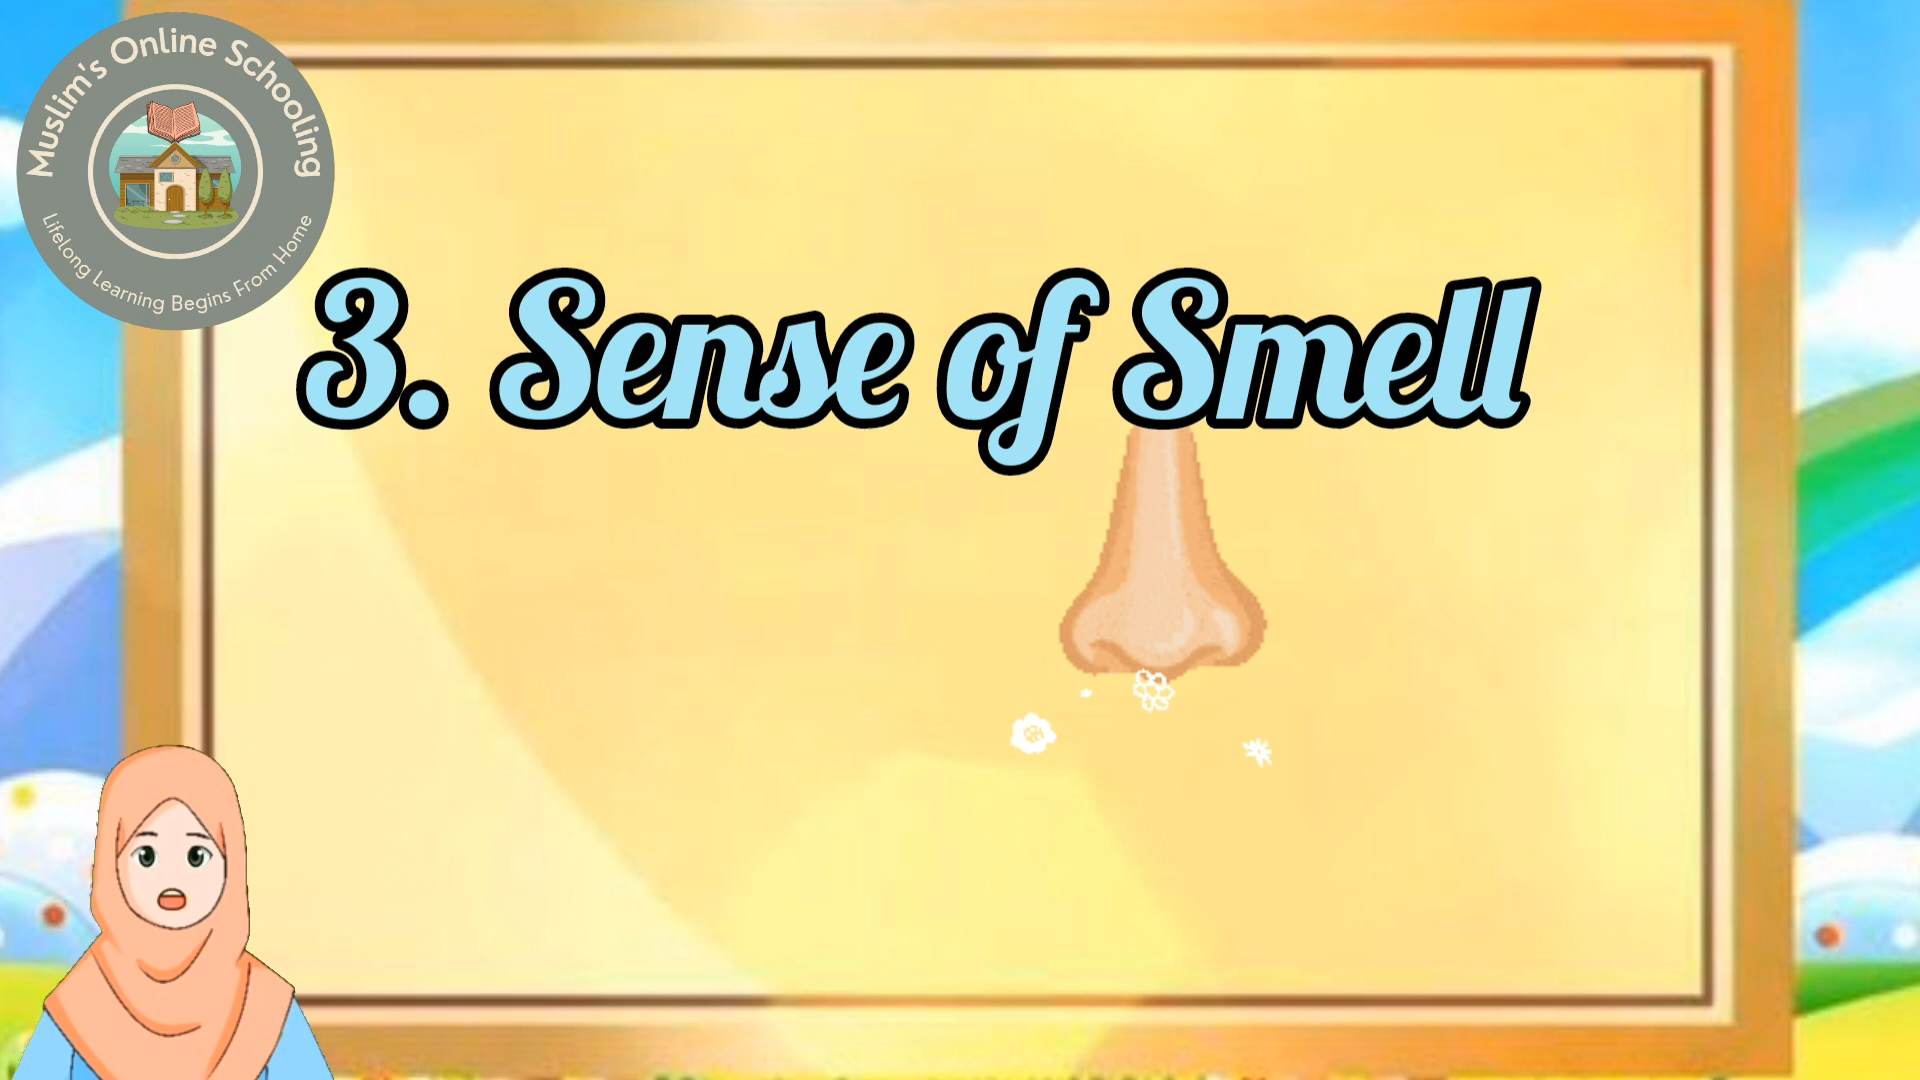 Muslim's Online Schooling
Lifelong Learning Begins From Home
3. Sense of Smell